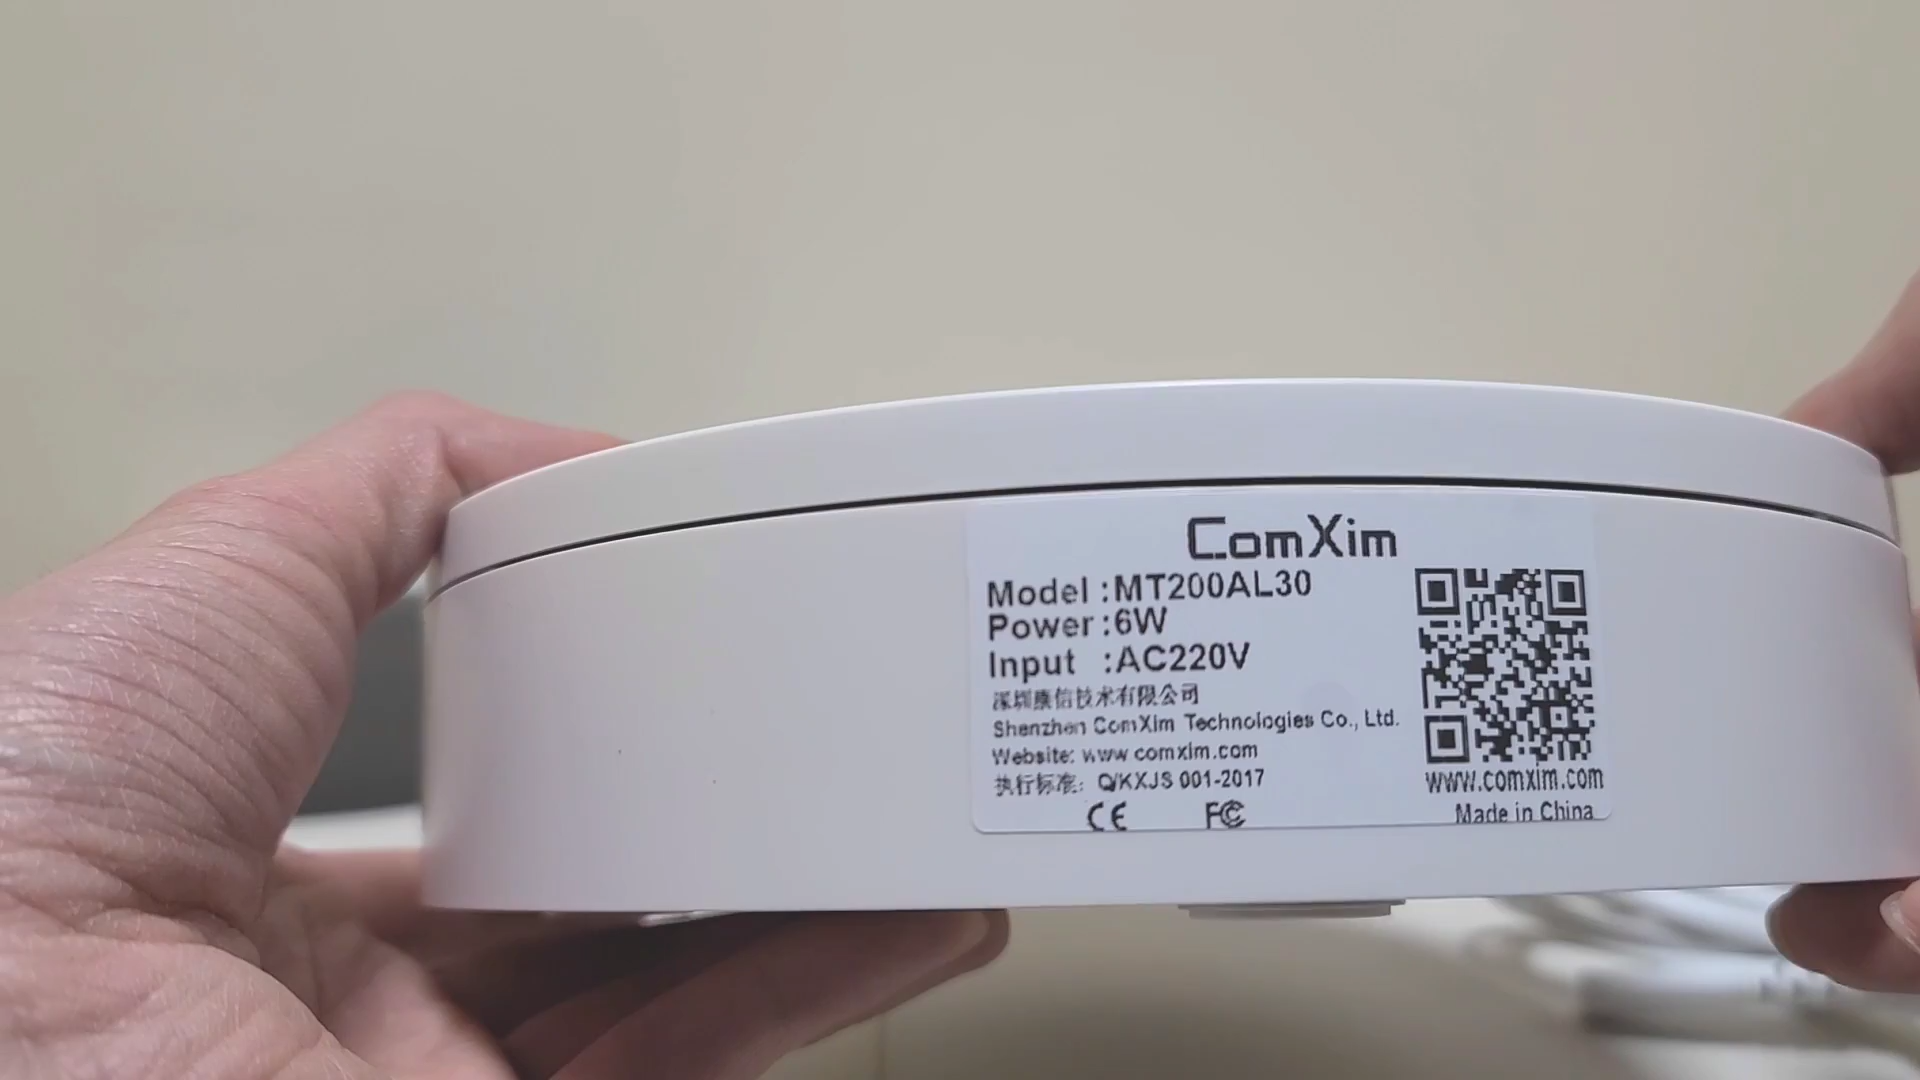 ComXim
Model :MT200AL30
Power :6W
Input :AC220V
深圳康信技术有限公司
Shenzhen ComXim Technologies Co., Ltd.
Website: www.comxim.com
执行标准: Q/KXJS 001-2017
CE FC
www.comxim.com
Made in China